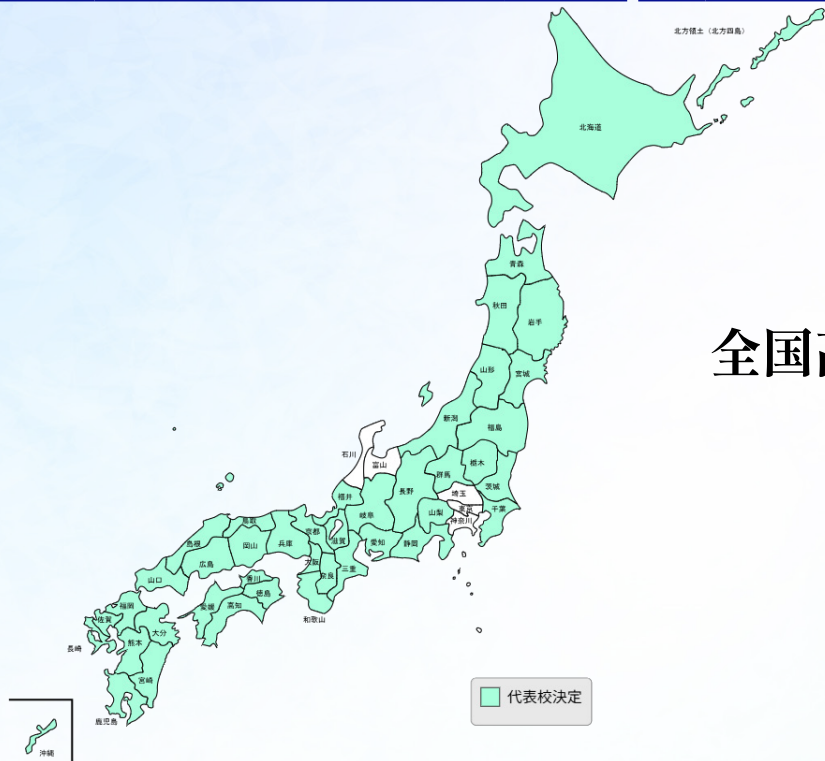 北方領土（北方四島）
北海道
青森
秋田
岩手
山形
宮城
新潟
福島
石川
富山
栃木
群馬
長野
埼玉
茨城
福井
東京
千葉
岐阜
山梨
神奈川
鳥取
京都
滋賀
愛知
静岡
島根
岡山
兵庫
広島
大阪
三重
奈良
山口
香川
徳島
福岡
愛媛
高知
佐賀
和歌山
大分
熊本
長崎
宮崎
鹿児島
沖縄
全国高
代表校決定